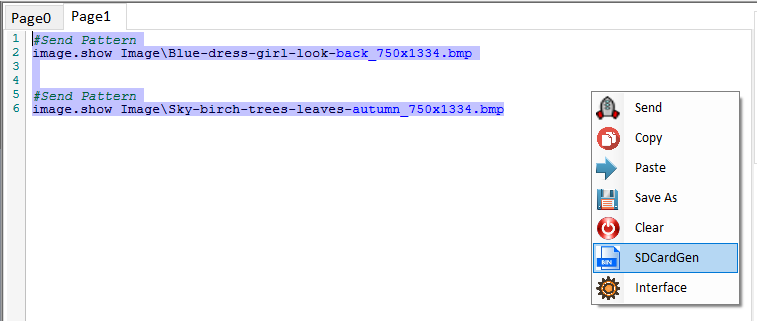 Page0 Page1
1 #Send Pattern
2 image.show Image\Blue-dress-girl-look-back_750x1334.bmp
3
4
5 #Send Pattern
6 image.show Image\Sky-birch-trees-leaves-autumn_750x1334.bmp
Send
Copy
Paste
Save As
Clear
BIN SDCardGen
Interface